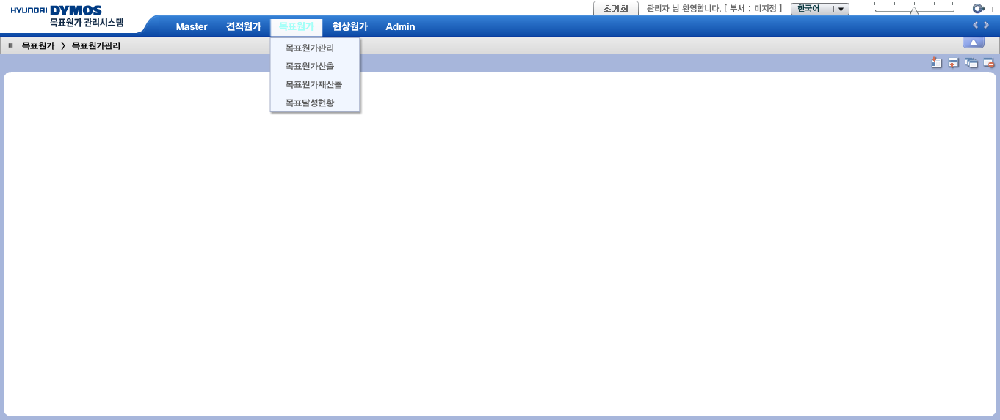 HYUNDAI DYMOS
목표원가 관리시스템
초기화 관리자 님 환영합니다. [ 부서 : 미지정 ] 한국어
Master 견적원가 목표원가 현상원가 Admin
목표원가 > 목표원가관리
목표원가관리
목표원가산출
목표원가재산출
목표달성현황